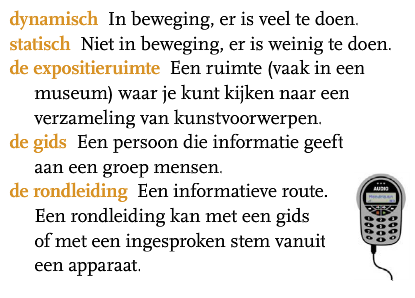 dynamisch In beweging, er is veel te doen.
statisch Niet in beweging, er is weinig te doen.
de expositieruimte Een ruimte (vaak in een
museum) waar je kunt kijken naar een
verzameling van kunstvoorwerpen.
de gids Een persoon die informatie geeft
aan een groep mensen.
de rondleiding Een informatieve route.
Een rondleiding kan met een gids
of met een ingesproken stem vanuit
een apparaat.
AUDIO